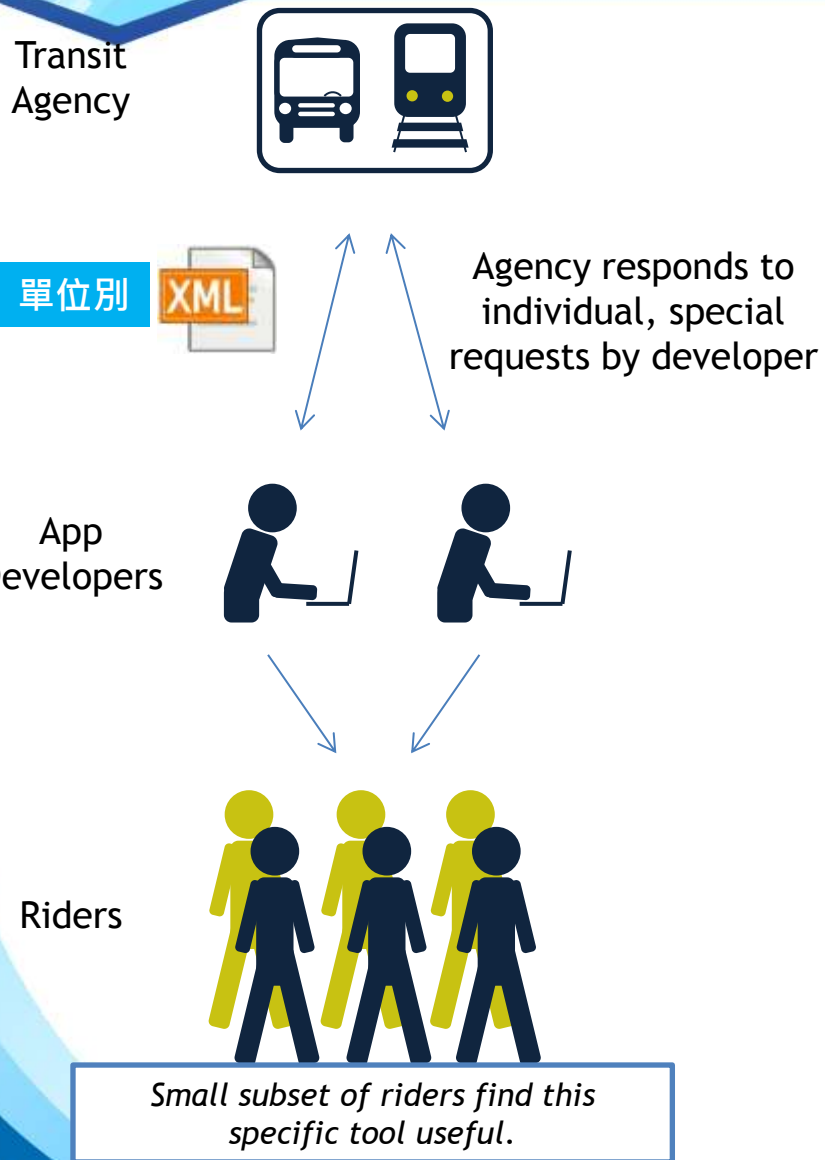 Transit
Agency
單位別
XML
Agency responds to
individual, special
requests by developer
App
evelopers
Riders
Small subset of riders find this
specific tool useful.